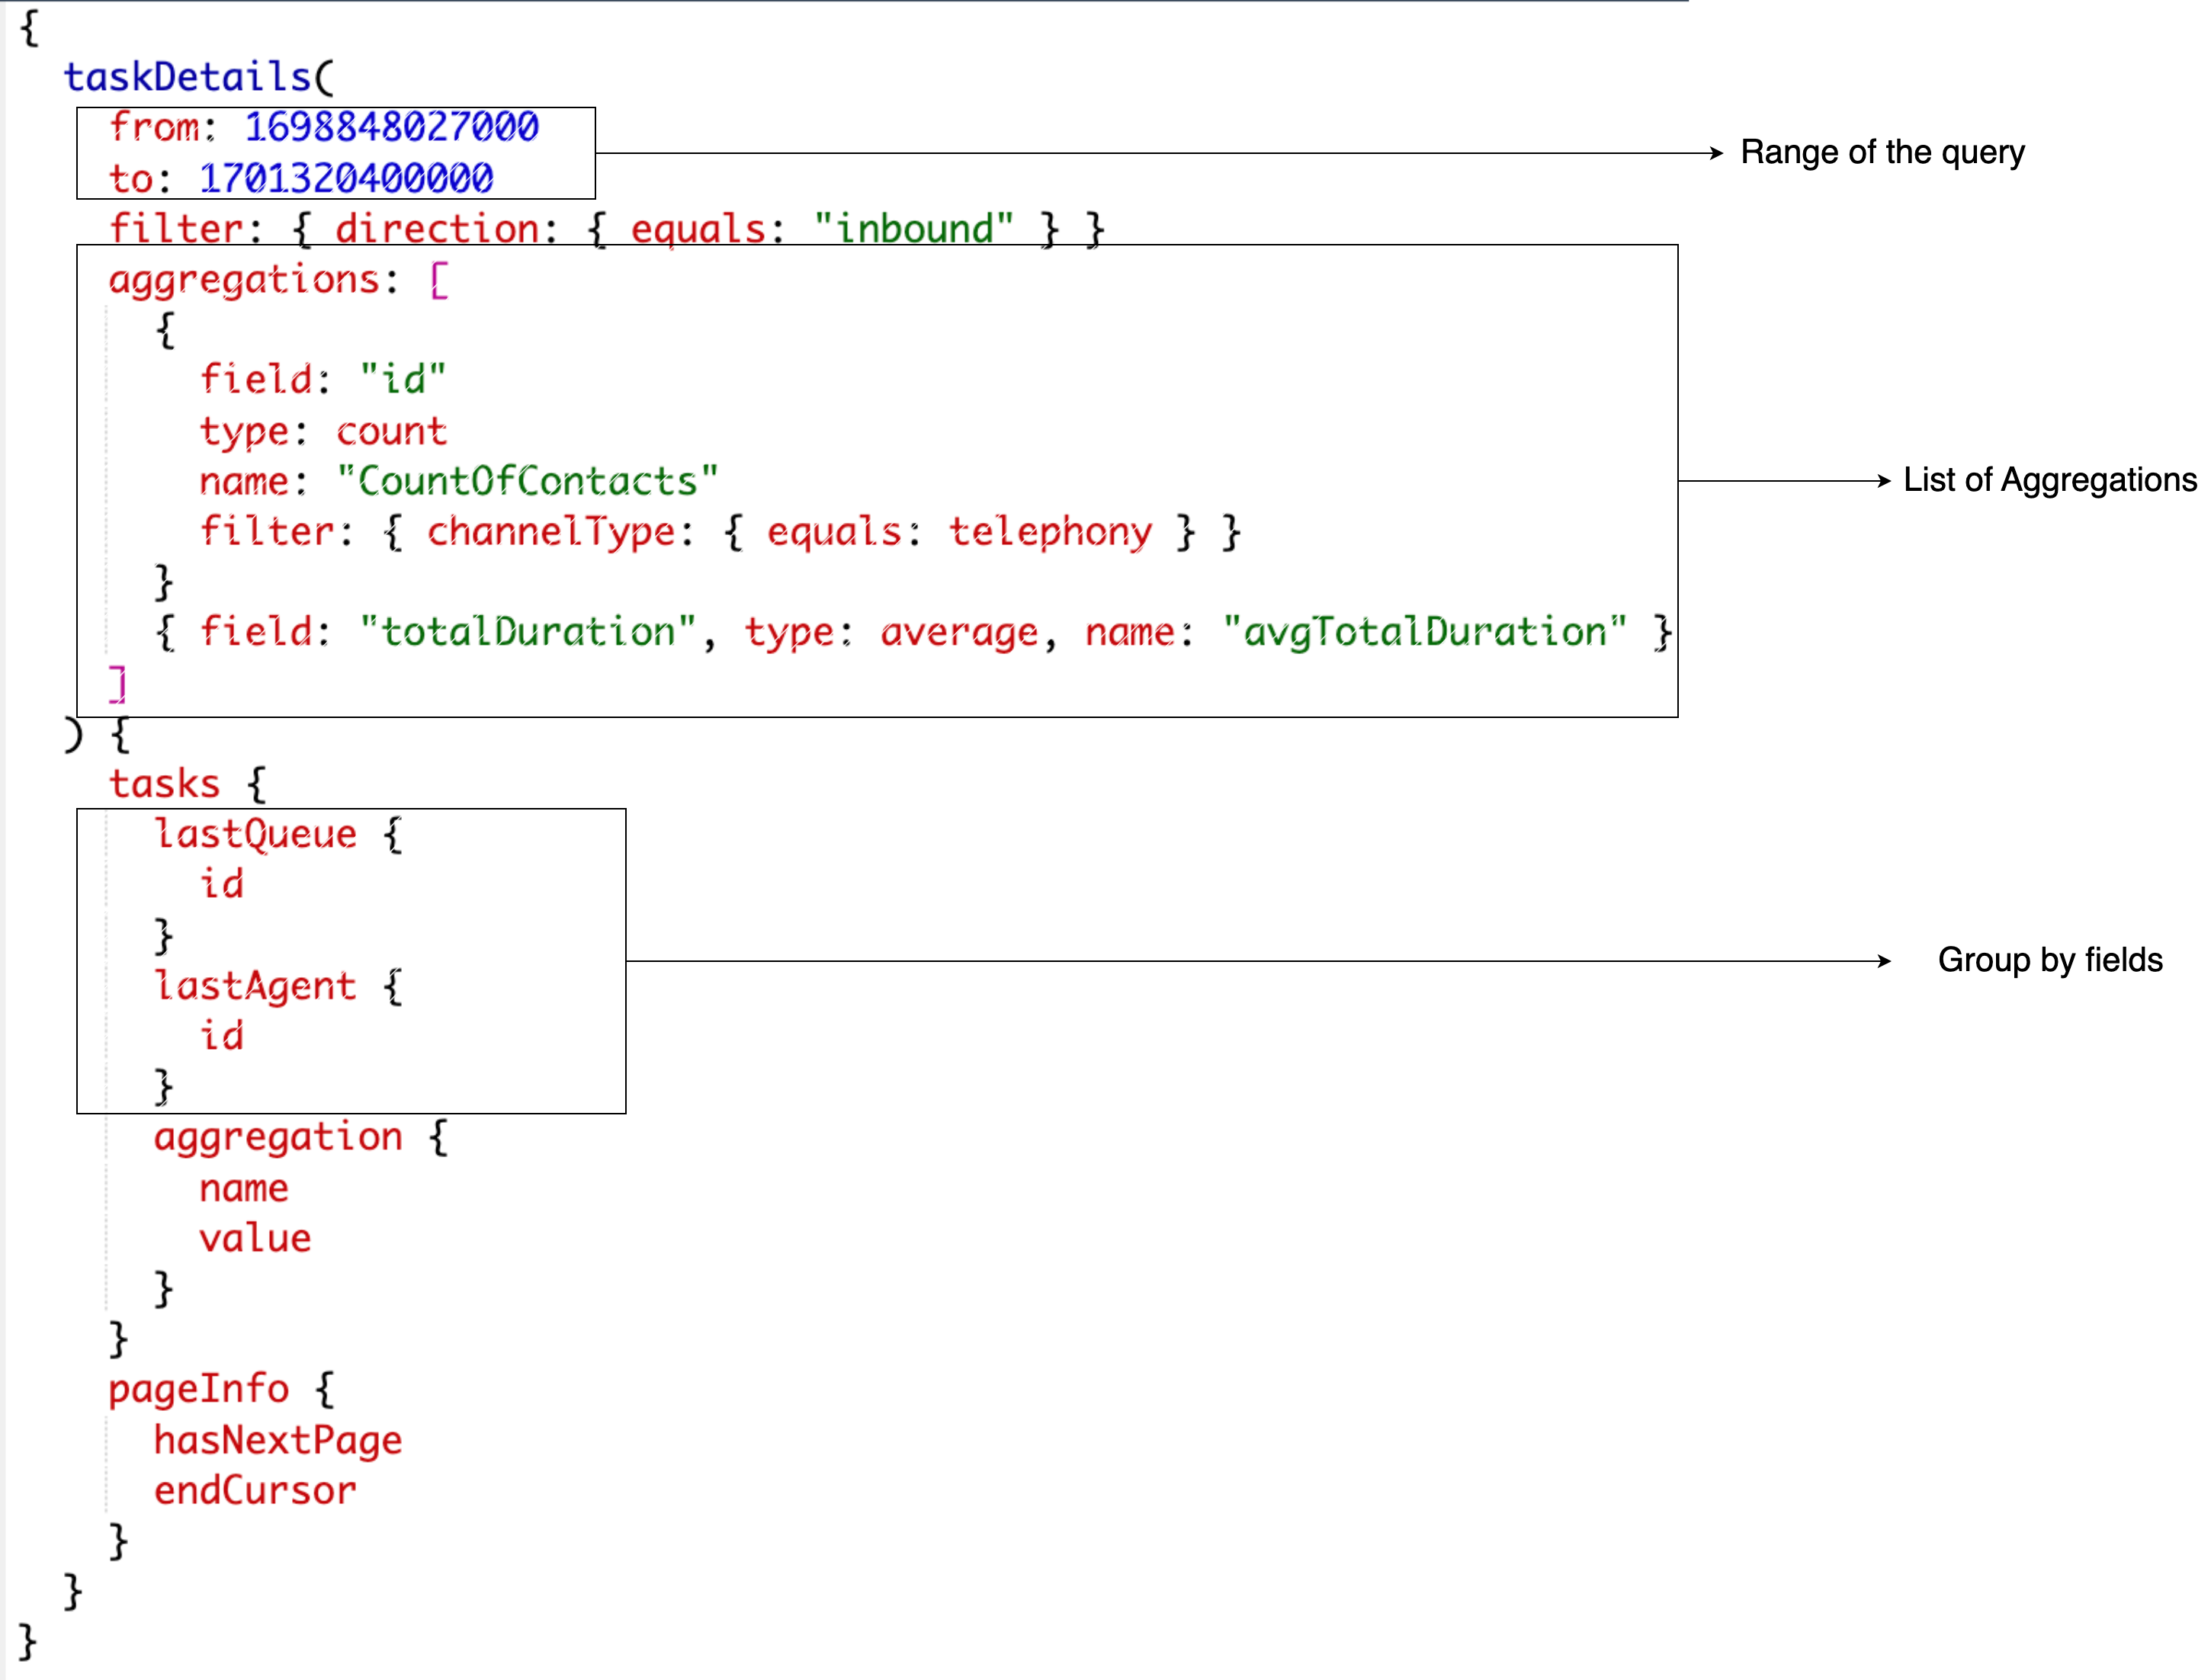 {
taskDetails(
from: 1698848027000
to: 1701320400000
Range of the query
filter: { direction: { equals: "inbound" } }
aggregations: [
{
field: "id"
type: count
name: "CountOfContacts"
List of Aggregations
filter: { channelType: { equals: telephony } }
}
{ field: "totalDuration", type: average, name: "avgTotalDuration" }
]
) {
tasks {
lastQueue {
id
}
Group by fields
lastAgent {
id
}
aggregation {
name
value
}
}
pageInfo {
hasNextPage
endCursor
}
}
}